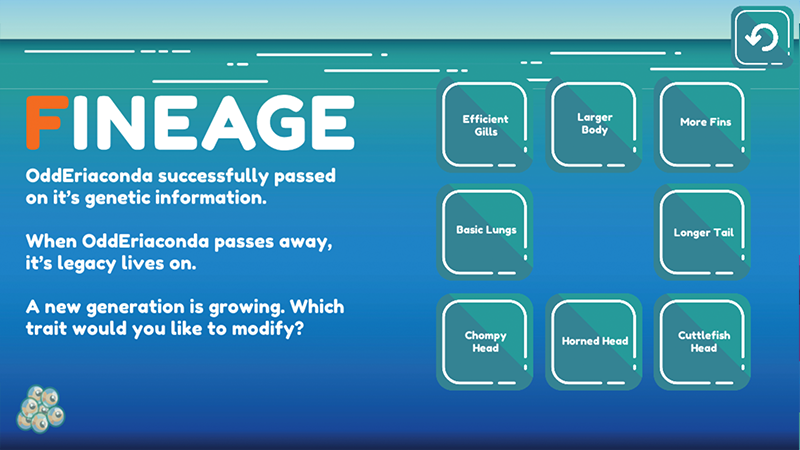 FINEAGE
OddEriaconda successfully passed
on it's genetic information.
When OddEriaconda passes away,
it's legacy lives on.
A new generation is growing. Which
trait would you like to modify?
Efficient
Gills
Larger
Body
More Fins
Basic Lungs
Longer Tail
Chompy
Head
Horned Head
Cuttlefish
Head